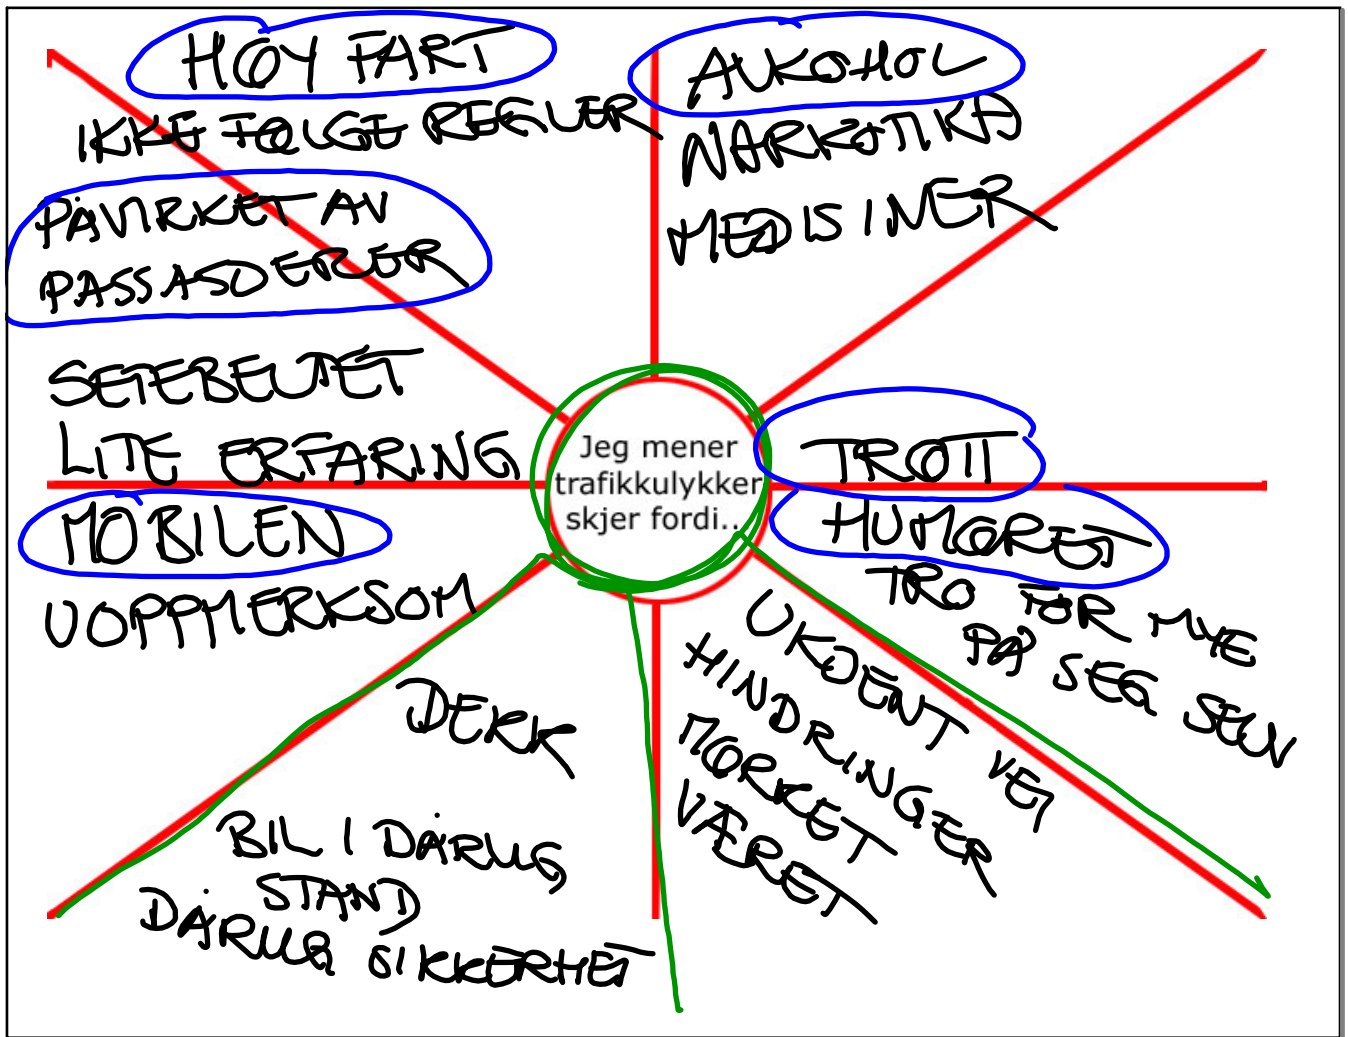 HØY FART
IKKE FØLGE REGLER
PÅVIRKET AV
PASSASJERER
SETEBELTET
LITE ERFARING
MOBILEN
UOPPMERKSOM
ALKOHOL
NARKOTIKA
MEDISINER
Jeg mener
trafikkulykker
skjer fordi..
TRØTT
HUMØRET
TRO FOR MYE
PÅ SEG SELV
UKJENT VEI
HINDRINGER
MØRKET
VÆRET
DEKK
BIL I DÅRLIG
STAND
DÅRLIG SIKKERHET